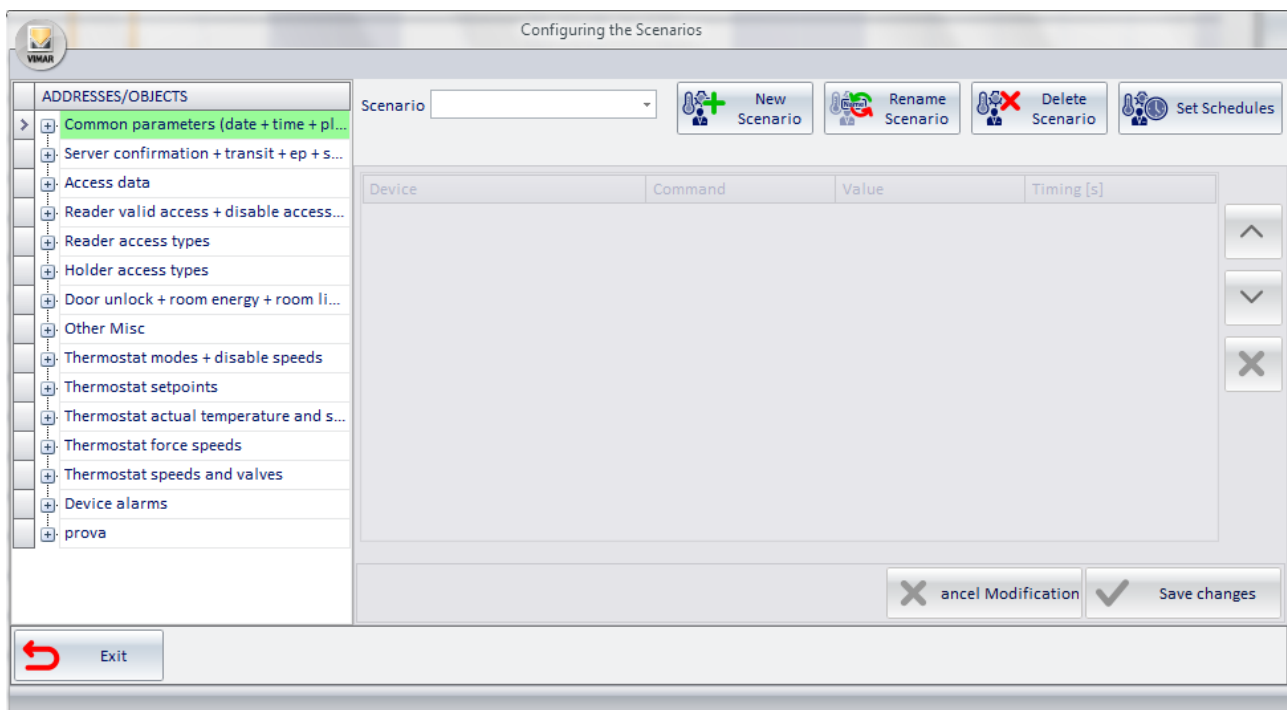 Configuring the Scenarios
VIMAR
ADDRESSES/OBJECTS
Common parameters (date + time + pl...
Server confirmation + transit + ep + s...
Access data
Reader valid access + disable access...
Reader access types
Holder access types
Door unlock + room energy + room li...
Other Misc
Thermostat modes + disable speeds
Thermostat setpoints
Thermostat actual temperature and s...
Thermostat force speeds
Thermostat speeds and valves
Device alarms
prova
Scenario
New
Scenario
Name
Rename
Scenario
Delete
Scenario
Set Schedules
Device Command Value Timing [s]
ancel Modification
Save changes
Exit